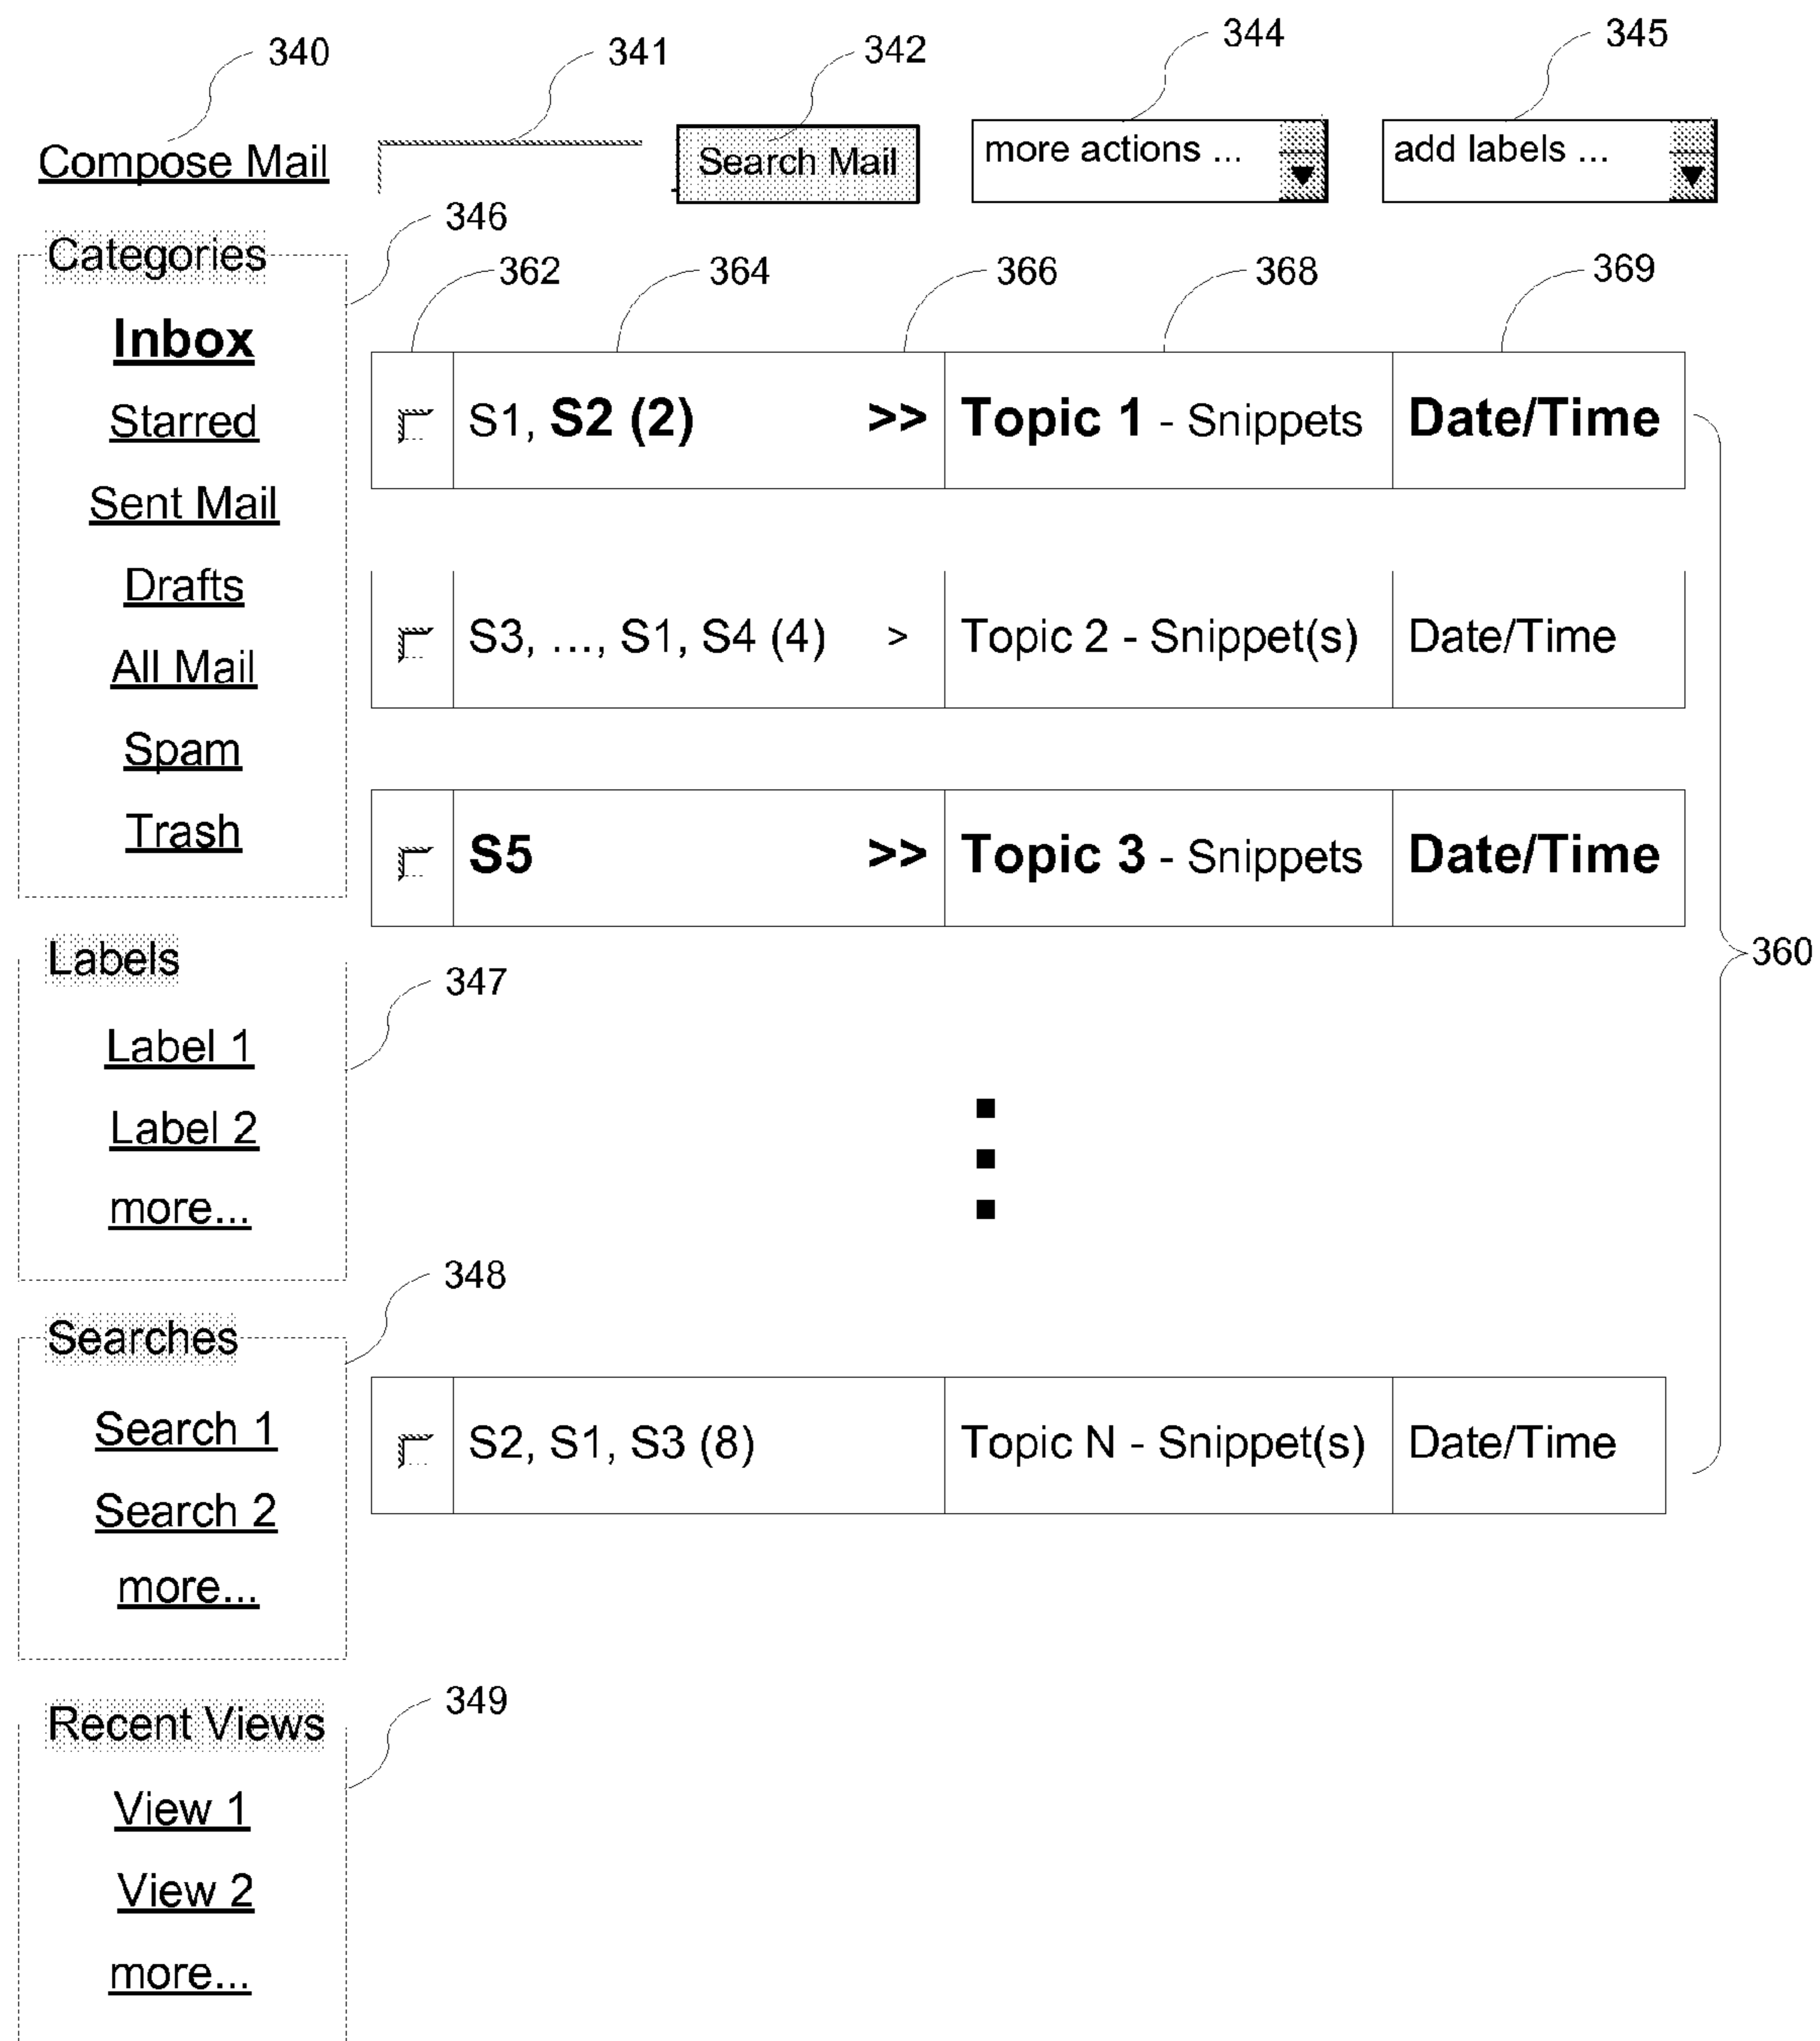 340 341 342 344 345
Compose Mail Search Mail more actions ... add labels ...
346
Categories
362 364 366 368 369
Inbox
Starred
Sent Mail
Drafts
All Mail
Spam
Trash
S1, S2 (2) >> Topic 1 - Snippets Date/Time
S3, ..., S1, S4 (4) > Topic 2 - Snippet(s) Date/Time
S5 >> Topic 3 - Snippets Date/Time
360
Labels
347
Label 1
Label 2
more...
348
Searches
Search 1
Search 2
more...
S2, S1, S3 (8) Topic N - Snippet(s) Date/Time
349
Recent Views
View 1
View 2
more...